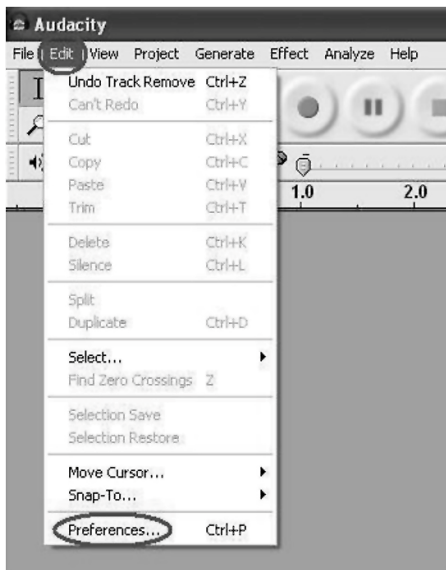 Audacity
File Edit View Project Generate Effect Analyze Help
Undo Track Remove Ctrl+Z
Can't Redo Ctrl+Y
Cut Ctrl+X
Copy Ctrl+C
Paste Ctrl+V
Trim Ctrl+T
Delete Ctrl+K
Silence Ctrl+L
Split
Duplicate Ctrl+D
Select...
Find Zero Crossings Z
Selection Save
Selection Restore
Move Cursor...
Snap-To...
Preferences... Ctrl+P
1.0 2.0